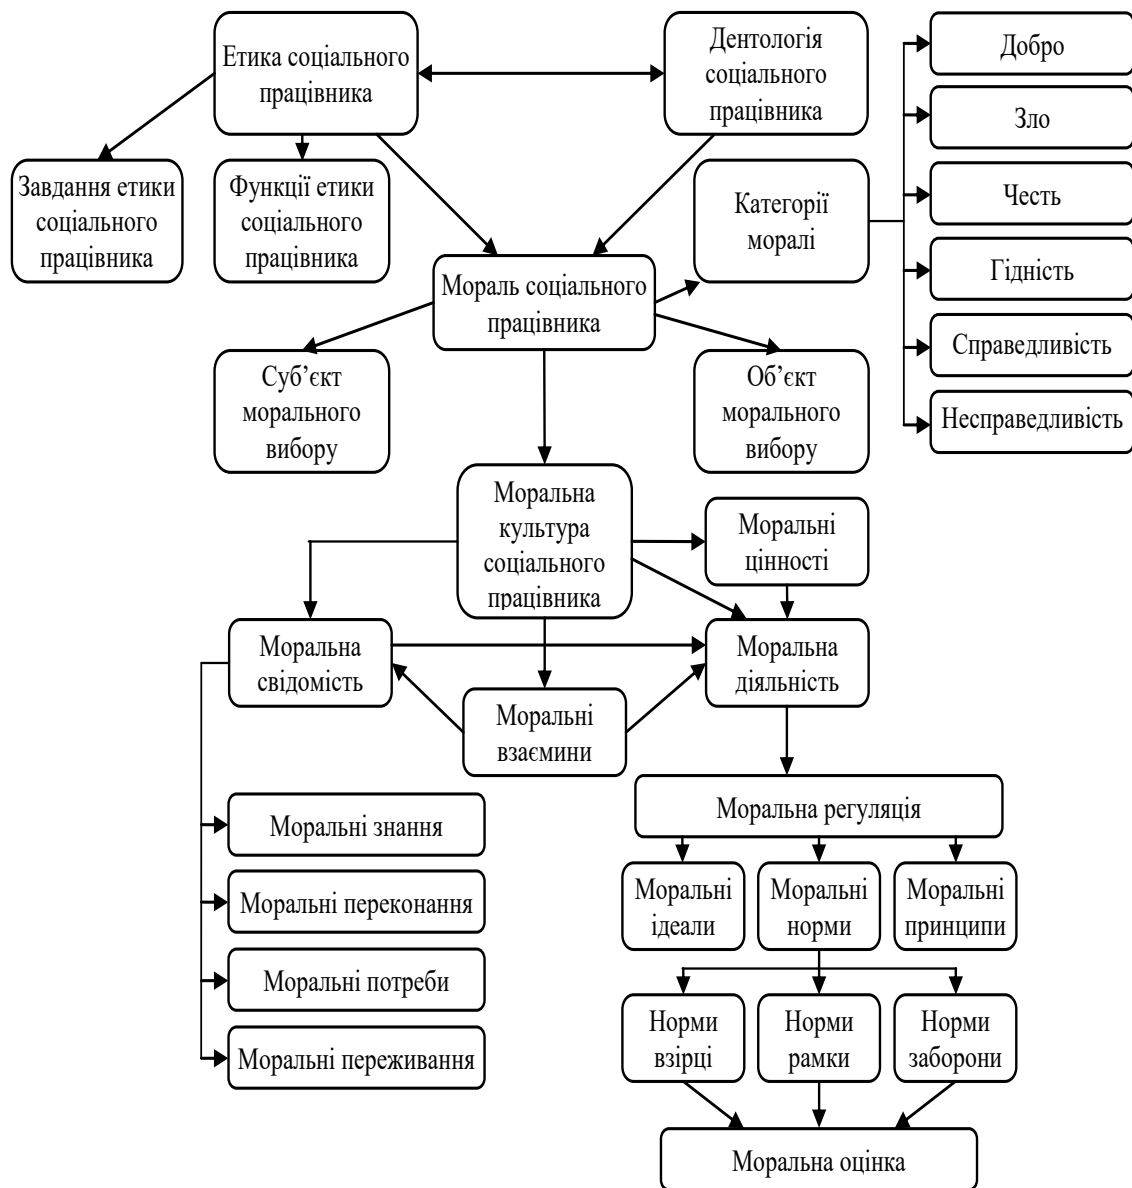 Етика соціального
працівника
Дентологія
соціального
працівника
Добро
Зло
Честь
Гідність
Справедливість
Несправедливість
Завдання етики
соціального
працівника
Функції етики
соціального
працівника
Категорії
моралі
Мораль соціального
працівника
Суб’єкт
морального
вибору
Об’єкт
морального
вибору
Моральна
культура
соціального
працівника
Моральні
цінності
Моральна
свідомість
Моральна
діяльність
Моральні
взаємини
Моральні знання
Моральні переконання
Моральні потреби
Моральні переживання
Моральна регуляція
Моральні
ідеали
Моральні
норми
Моральні
принципи
Норми
взірці
Норми
рамки
Норми
заборони
Моральна оцінка